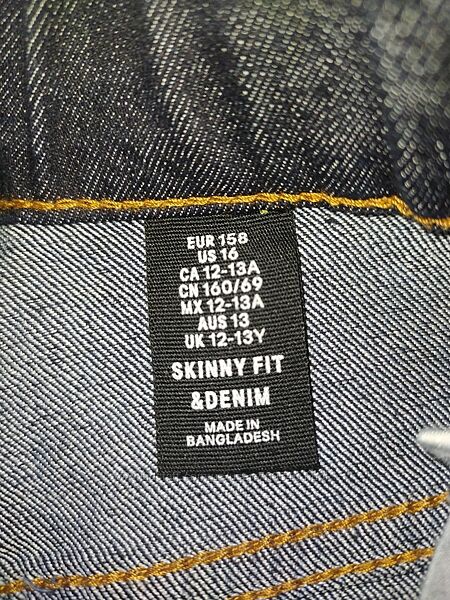 EUR 158
US 16
CA 12-13A
CN 160/69
MX 12-13A
AUS 13
UK 12-13Y
SKINNY FIT
&DENIM
MADE IN
BANGLADESH